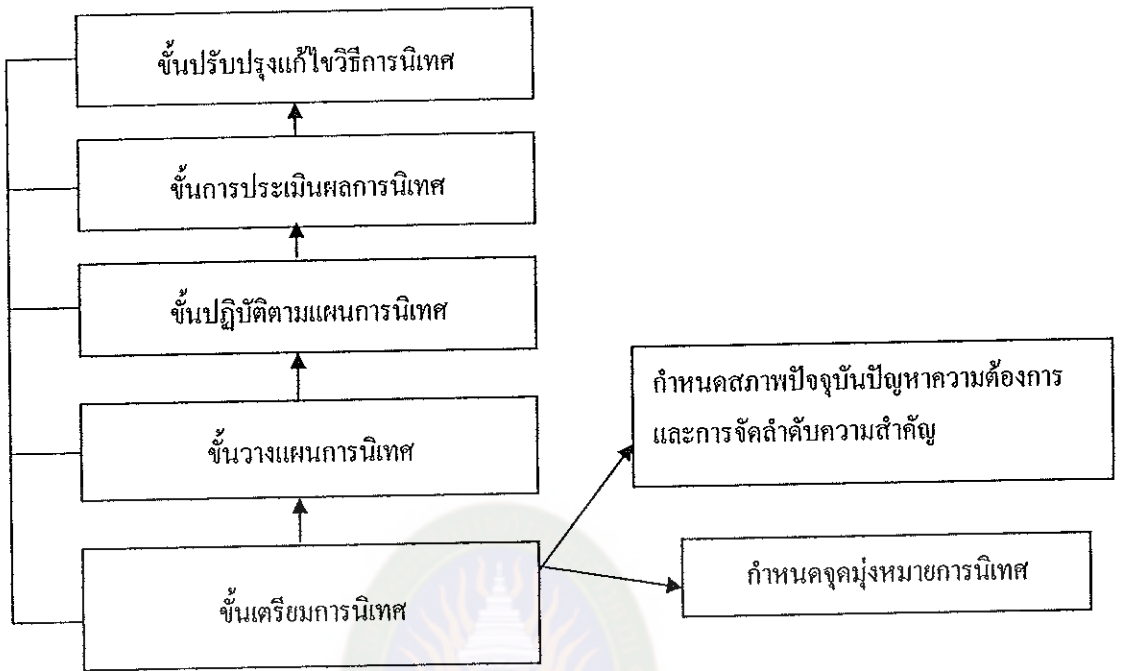 ขั้นปรับปรุงแก้ไขวิธีการนิเทศ
ขั้นการประเมินผลการนิเทศ
ขั้นปฏิบัติตามแผนการนิเทศ
กำหนดสภาพปัจจุบันปัญหาความต้องการ
และการจัดลำดับความสำคัญ
ขั้นวางแผนการนิเทศ
กำหนดจุดมุ่งหมายการนิเทศ
ขั้นเตรียมการนิเทศ